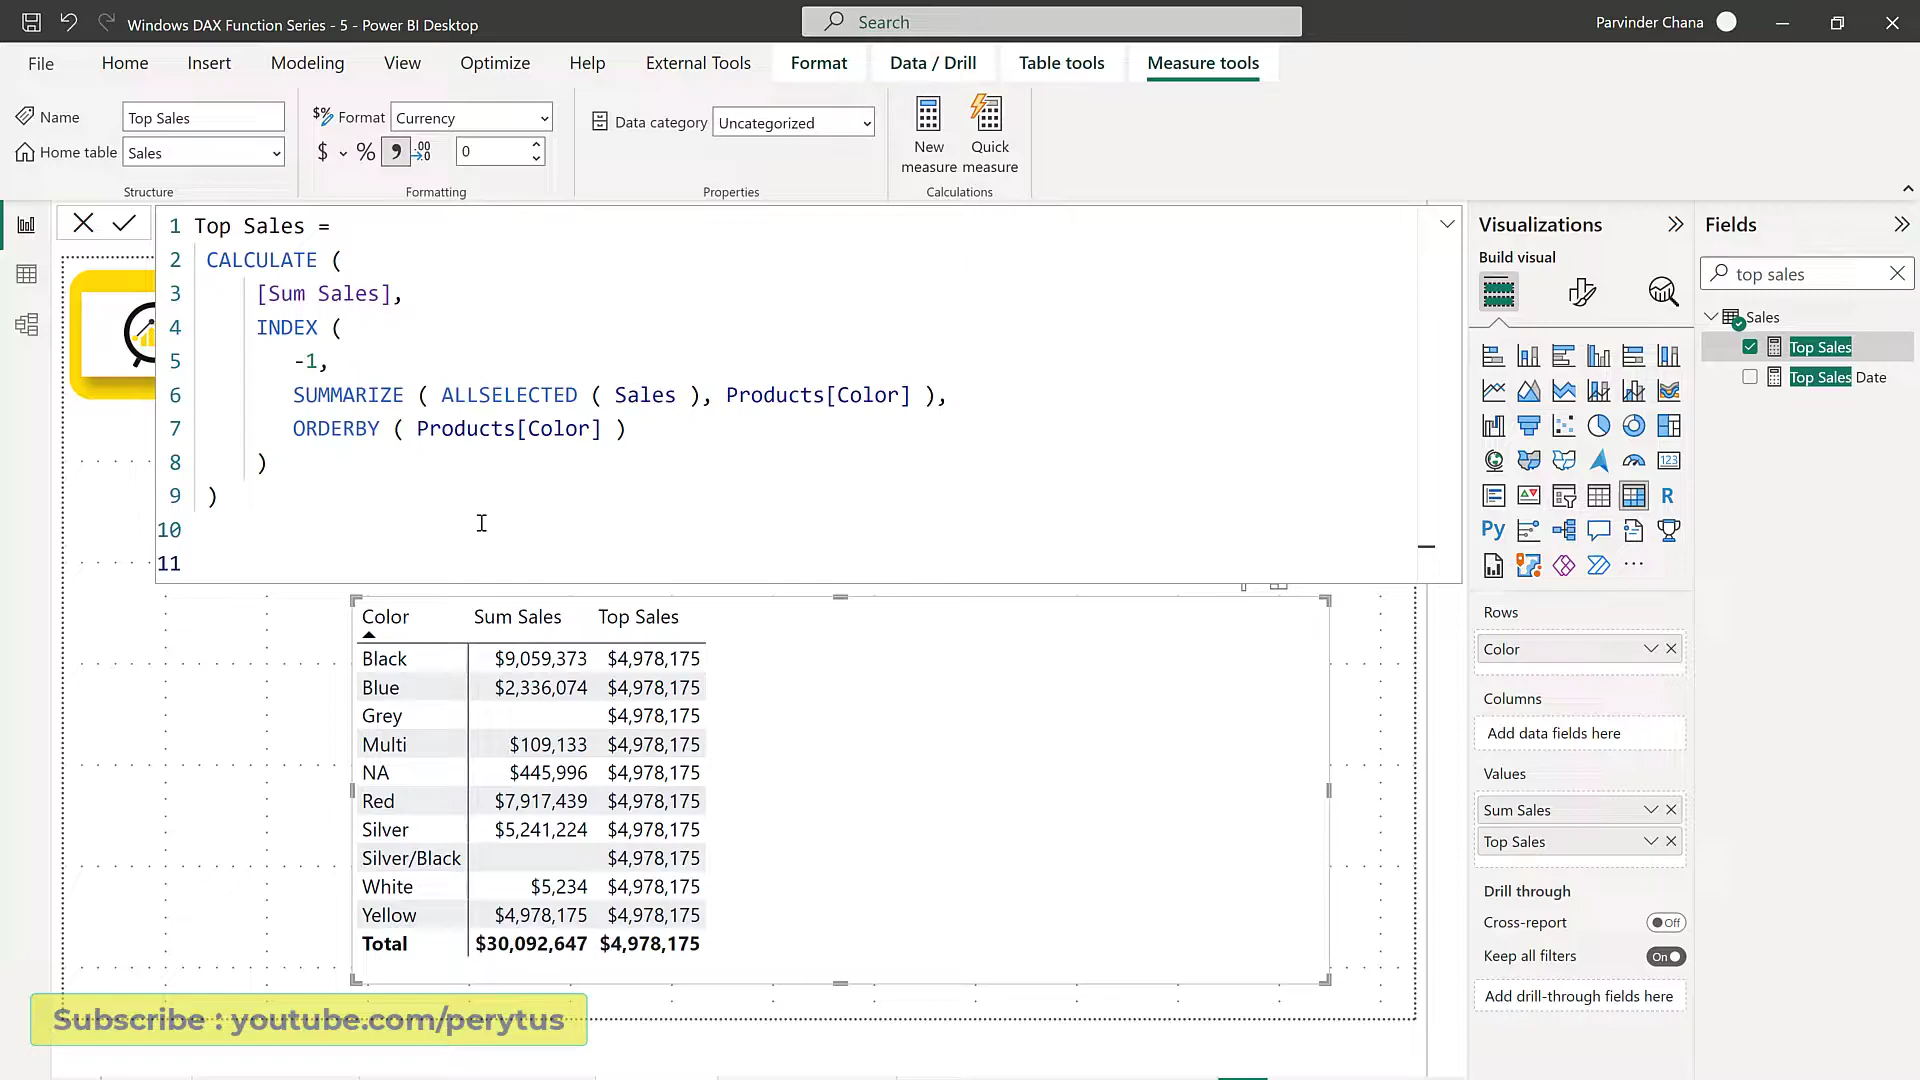 Windows DAX Function Series - 5 - Power BI Desktop
Search
Parvinder Chana
File Home Insert Modeling View Optimize Help External Tools Format Data / Drill Table tools Measure tools
Name Top Sales
Home table Sales
Structure
$% Format Currency
$ % , .00 →0 0
Formatting
Data category Uncategorized
Properties
New measure
Quick measure
Calculations
1 Top Sales =
2 CALCULATE (
3 [Sum Sales],
4 INDEX (
5 -1,
6 SUMMARIZE ( ALLSELECTED ( Sales ), Products[Color] ),
7 ORDERBY ( Products[Color] )
8 )
9 )
10
11
Color Sum Sales Top Sales
Black $9,059,373 $4,978,175
Blue $2,336,074 $4,978,175
Grey $4,978,175
Multi $109,133 $4,978,175
NA $445,996 $4,978,175
Red $7,917,439 $4,978,175
Silver $5,241,224 $4,978,175
Silver/Black $4,978,175
White $5,234 $4,978,175
Yellow $4,978,175 $4,978,175
Total $30,092,647 $4,978,175
Subscribe : youtube.com/perytus
Visualizations
Build visual
123
R
Py
...
Rows
Color
Columns
Add data fields here
Values
Sum Sales
Top Sales
Drill through
Cross-report Off
Keep all filters On
Add drill-through fields here
Fields
top sales
Sales
Top Sales
Top Sales Date